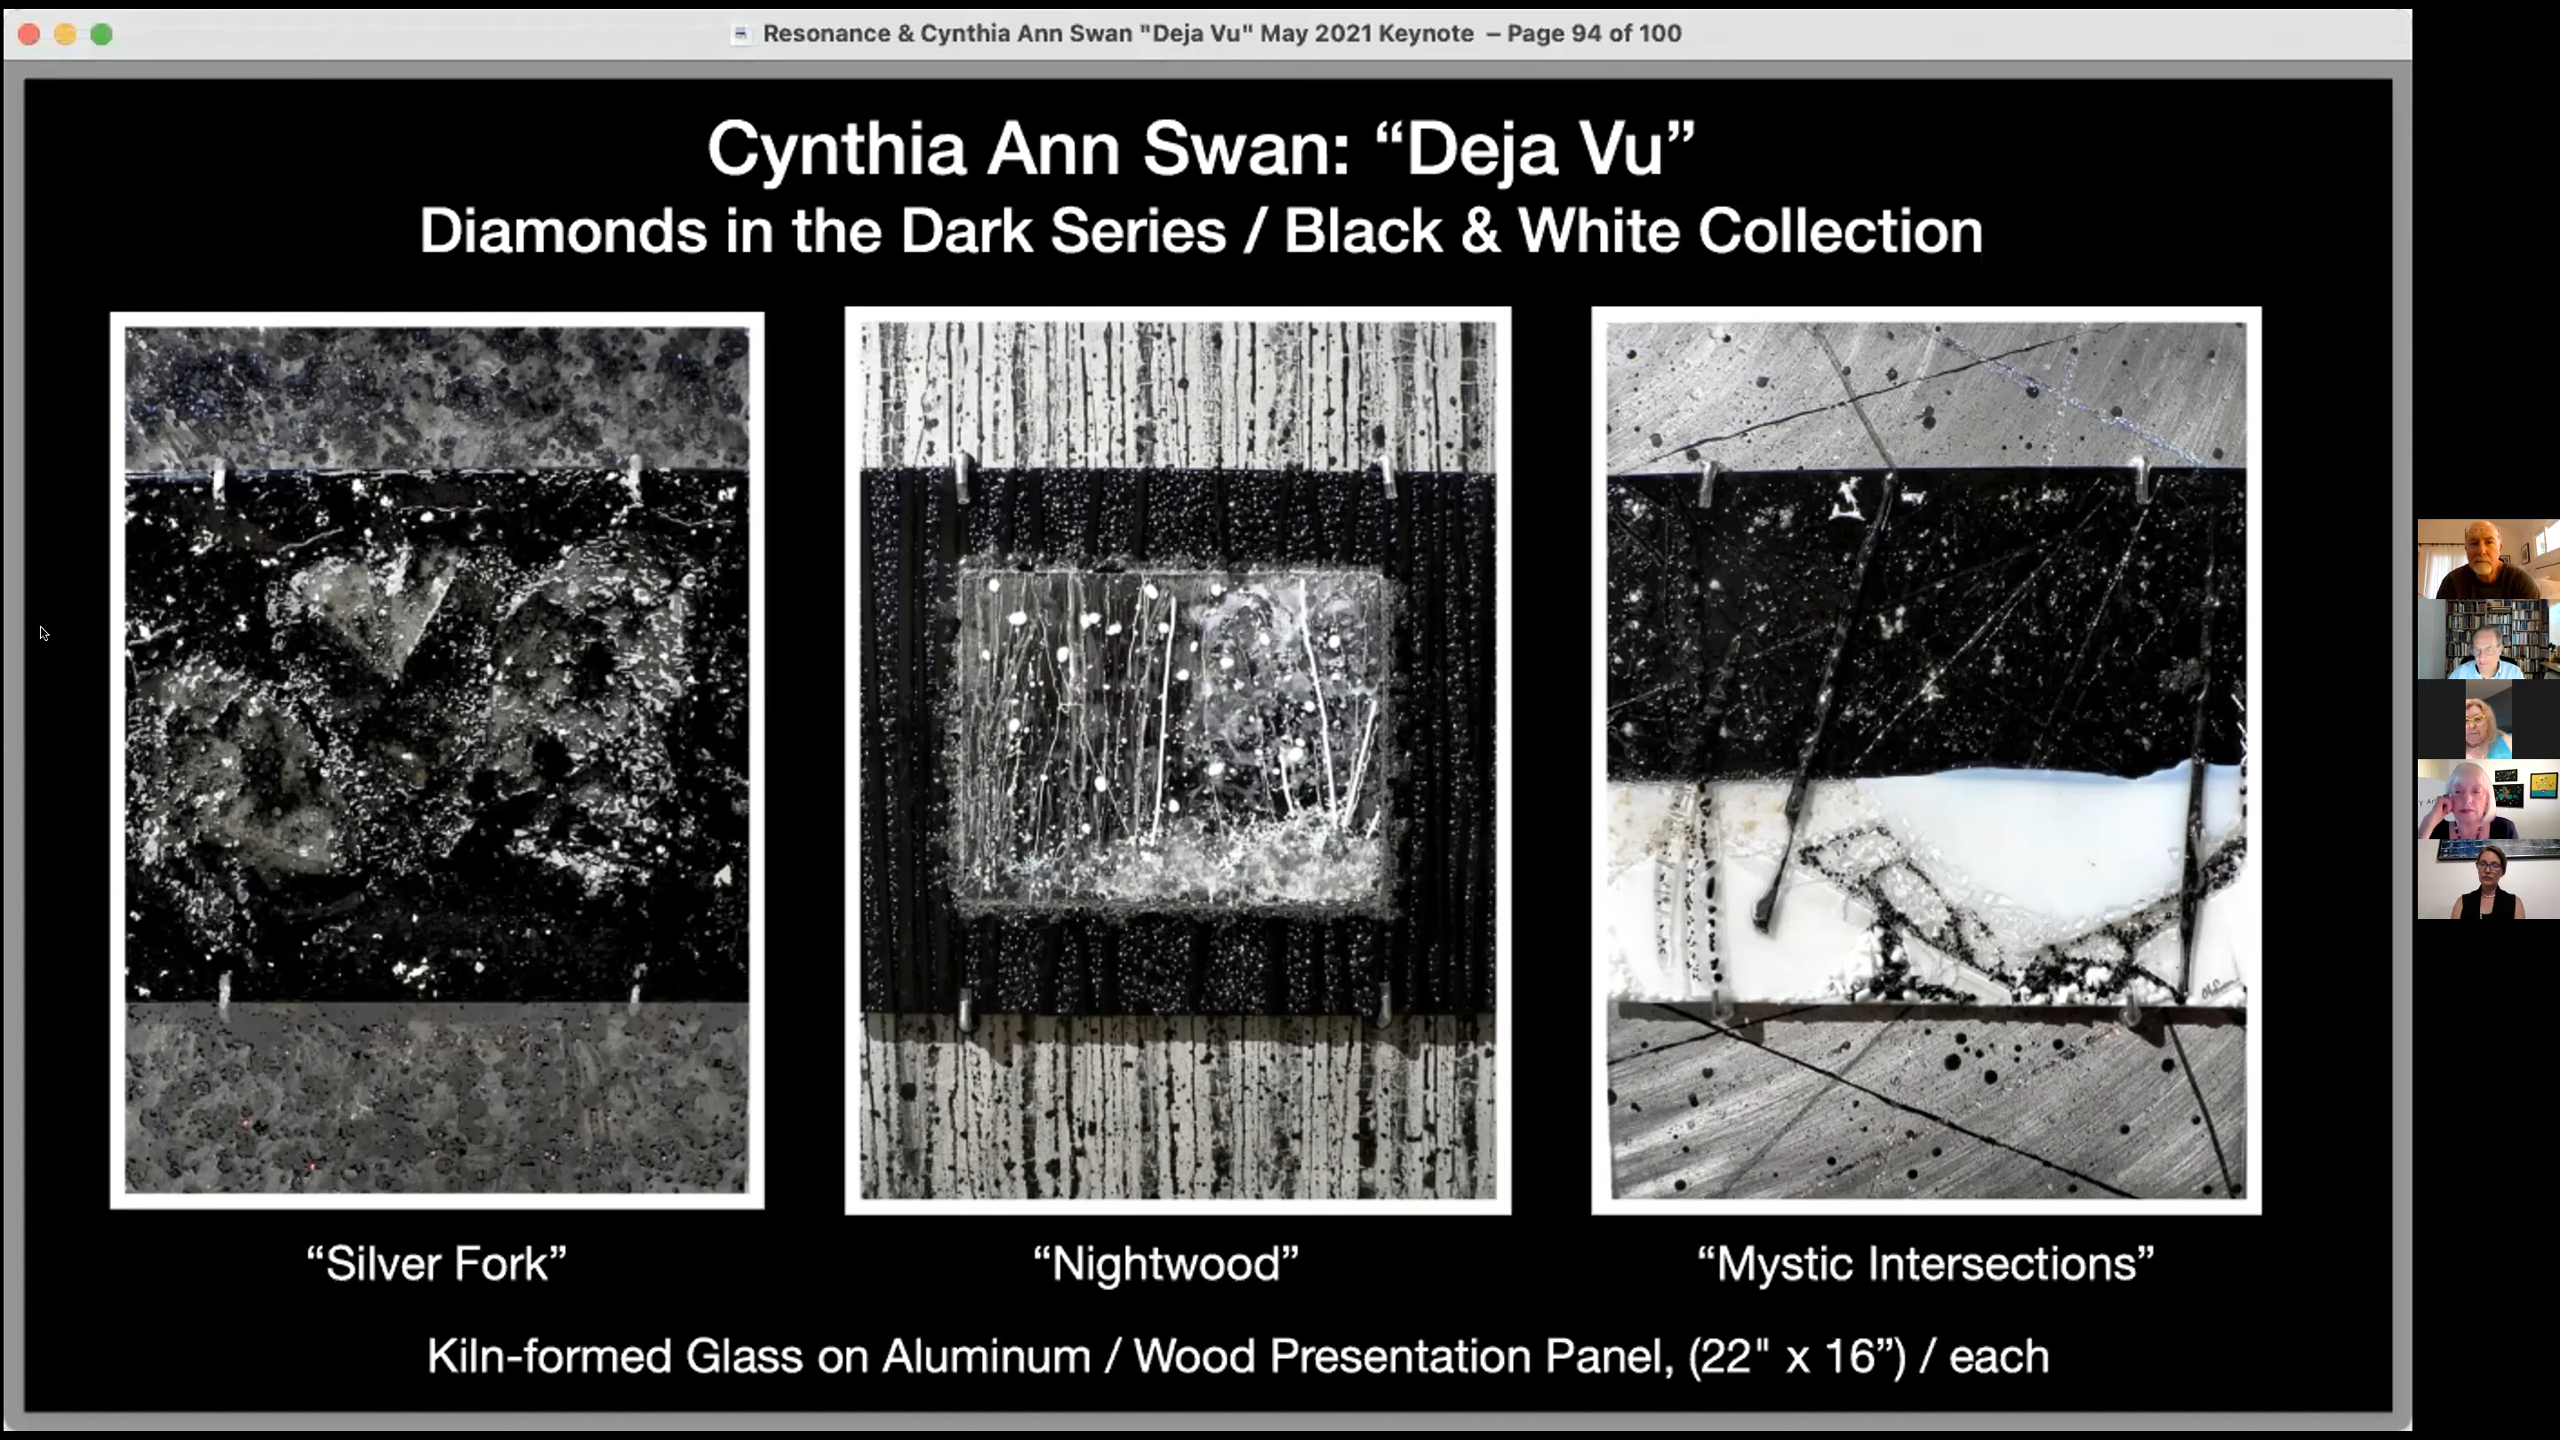 Resonance & Cynthia Ann Swan "Deja Vu" May 2021 Keynote – Page 94 of 100
Cynthia Ann Swan: “Deja Vu”
Diamonds in the Dark Series / Black & White Collection
“Silver Fork”
“Nightwood”
“Mystic Intersections”
Kiln-formed Glass on Aluminum / Wood Presentation Panel, (22" x 16”) / each